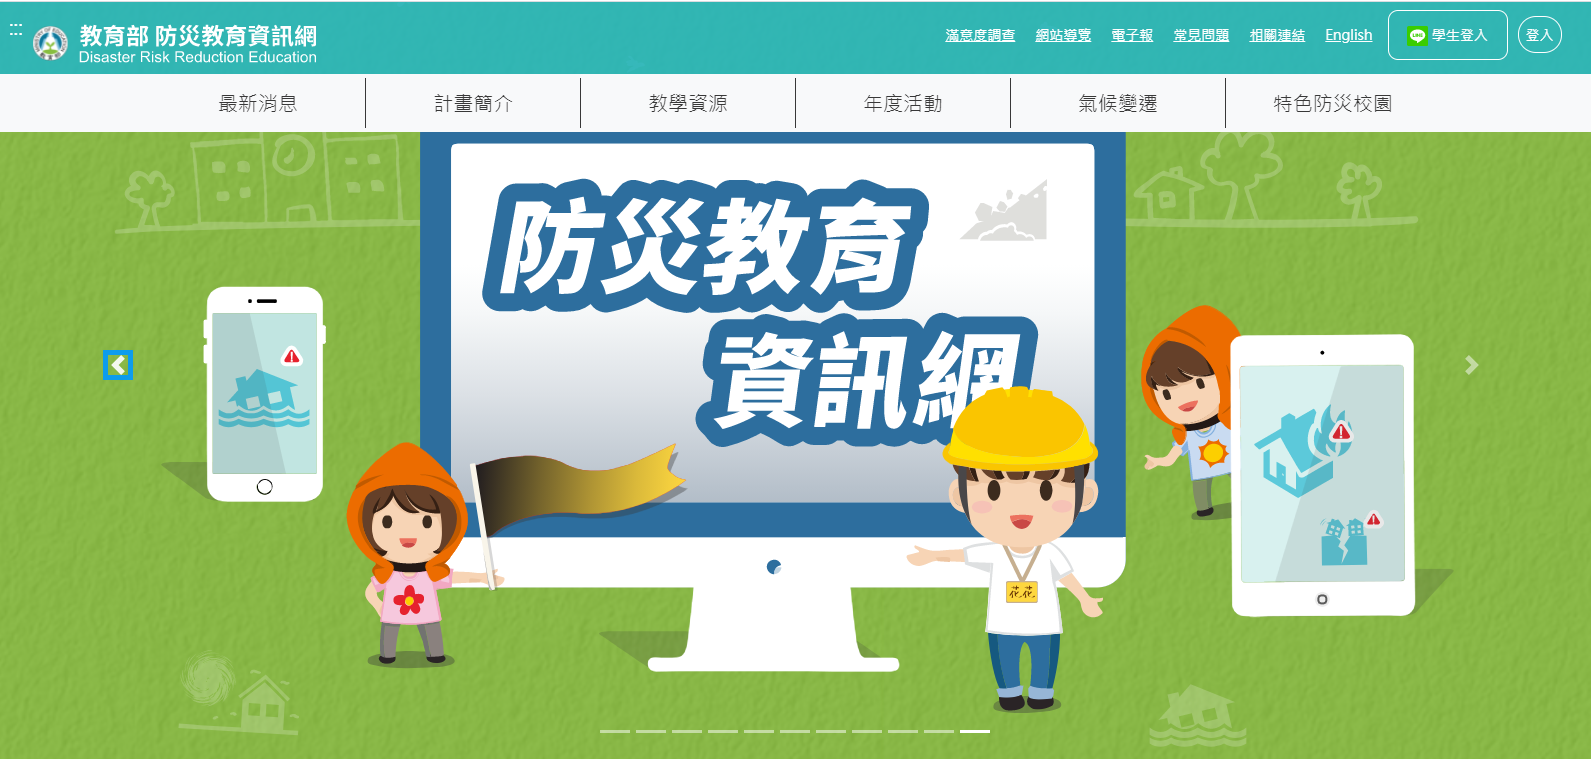 :::
教育部 防災教育資訊網
Disaster Risk Reduction Education
滿意度調查 網站導覽 電子報 常見問題 相關連結 English LINE 學生登入 登入
最新消息 計畫簡介 教學資源 年度活動 氣候變遷 特色防災校園
防災教育
資訊網
花花